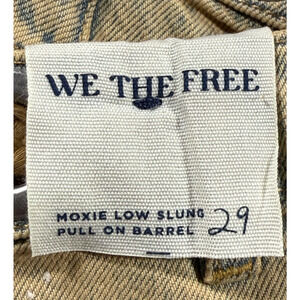 WE THE FREE
MOXIE LOW SLUNG
PULL ON BARREL 29